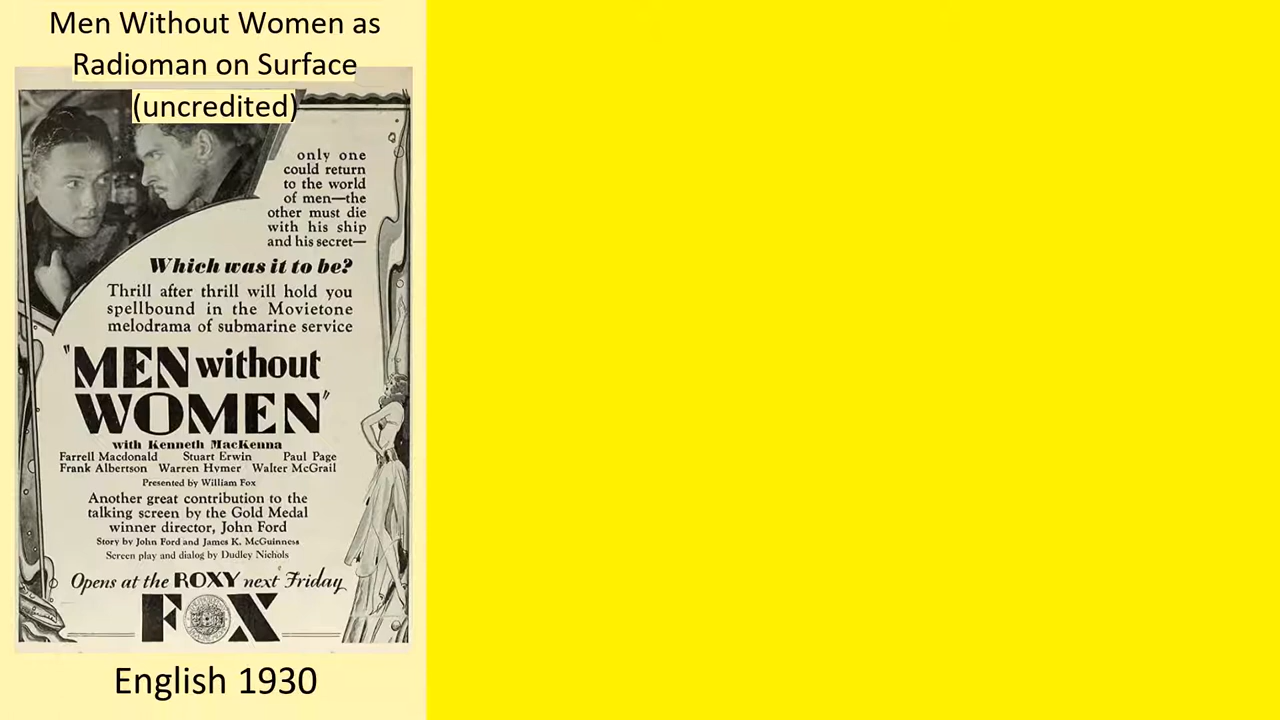 Men Without Women as
Radioman on Surface
(uncredited)
only one
could return
to the world
of men—the
other must die
with his ship
and his secret—
Which was it to be?
Thrill after thrill will hold you
spellbound in the Movietone
melodrama of submarine service
"MEN without
WOMEN"
with Kenneth MacKenna
Farrell Macdonald Stuart Erwin Paul Page
Frank Albertson Warren Hymer Walter McGrail
Presented by William Fox
Another great contribution to the
talking screen by the Gold Medal
winner director, John Ford
Story by John Ford and James K. McGuinness
Screen play and dialog by Dudley Nichols
Opens at the ROXY next Friday
FOX
English 1930